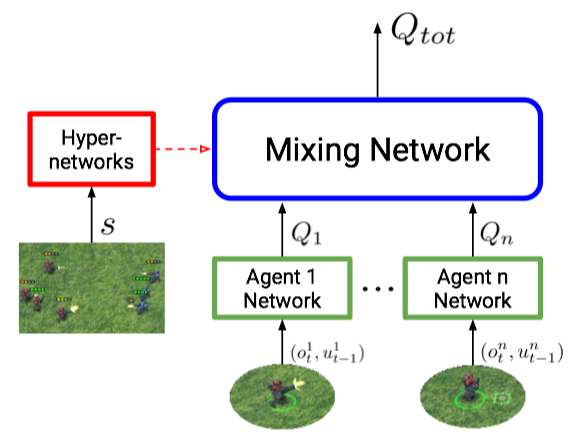 Q_{tot}
Hyper-
networks
Mixing Network
s
Q_1
Q_n
Agent 1
Network
...
Agent n
Network
(o_t^1, u_{t-1}^1)
(o_t^n, u_{t-1}^n)